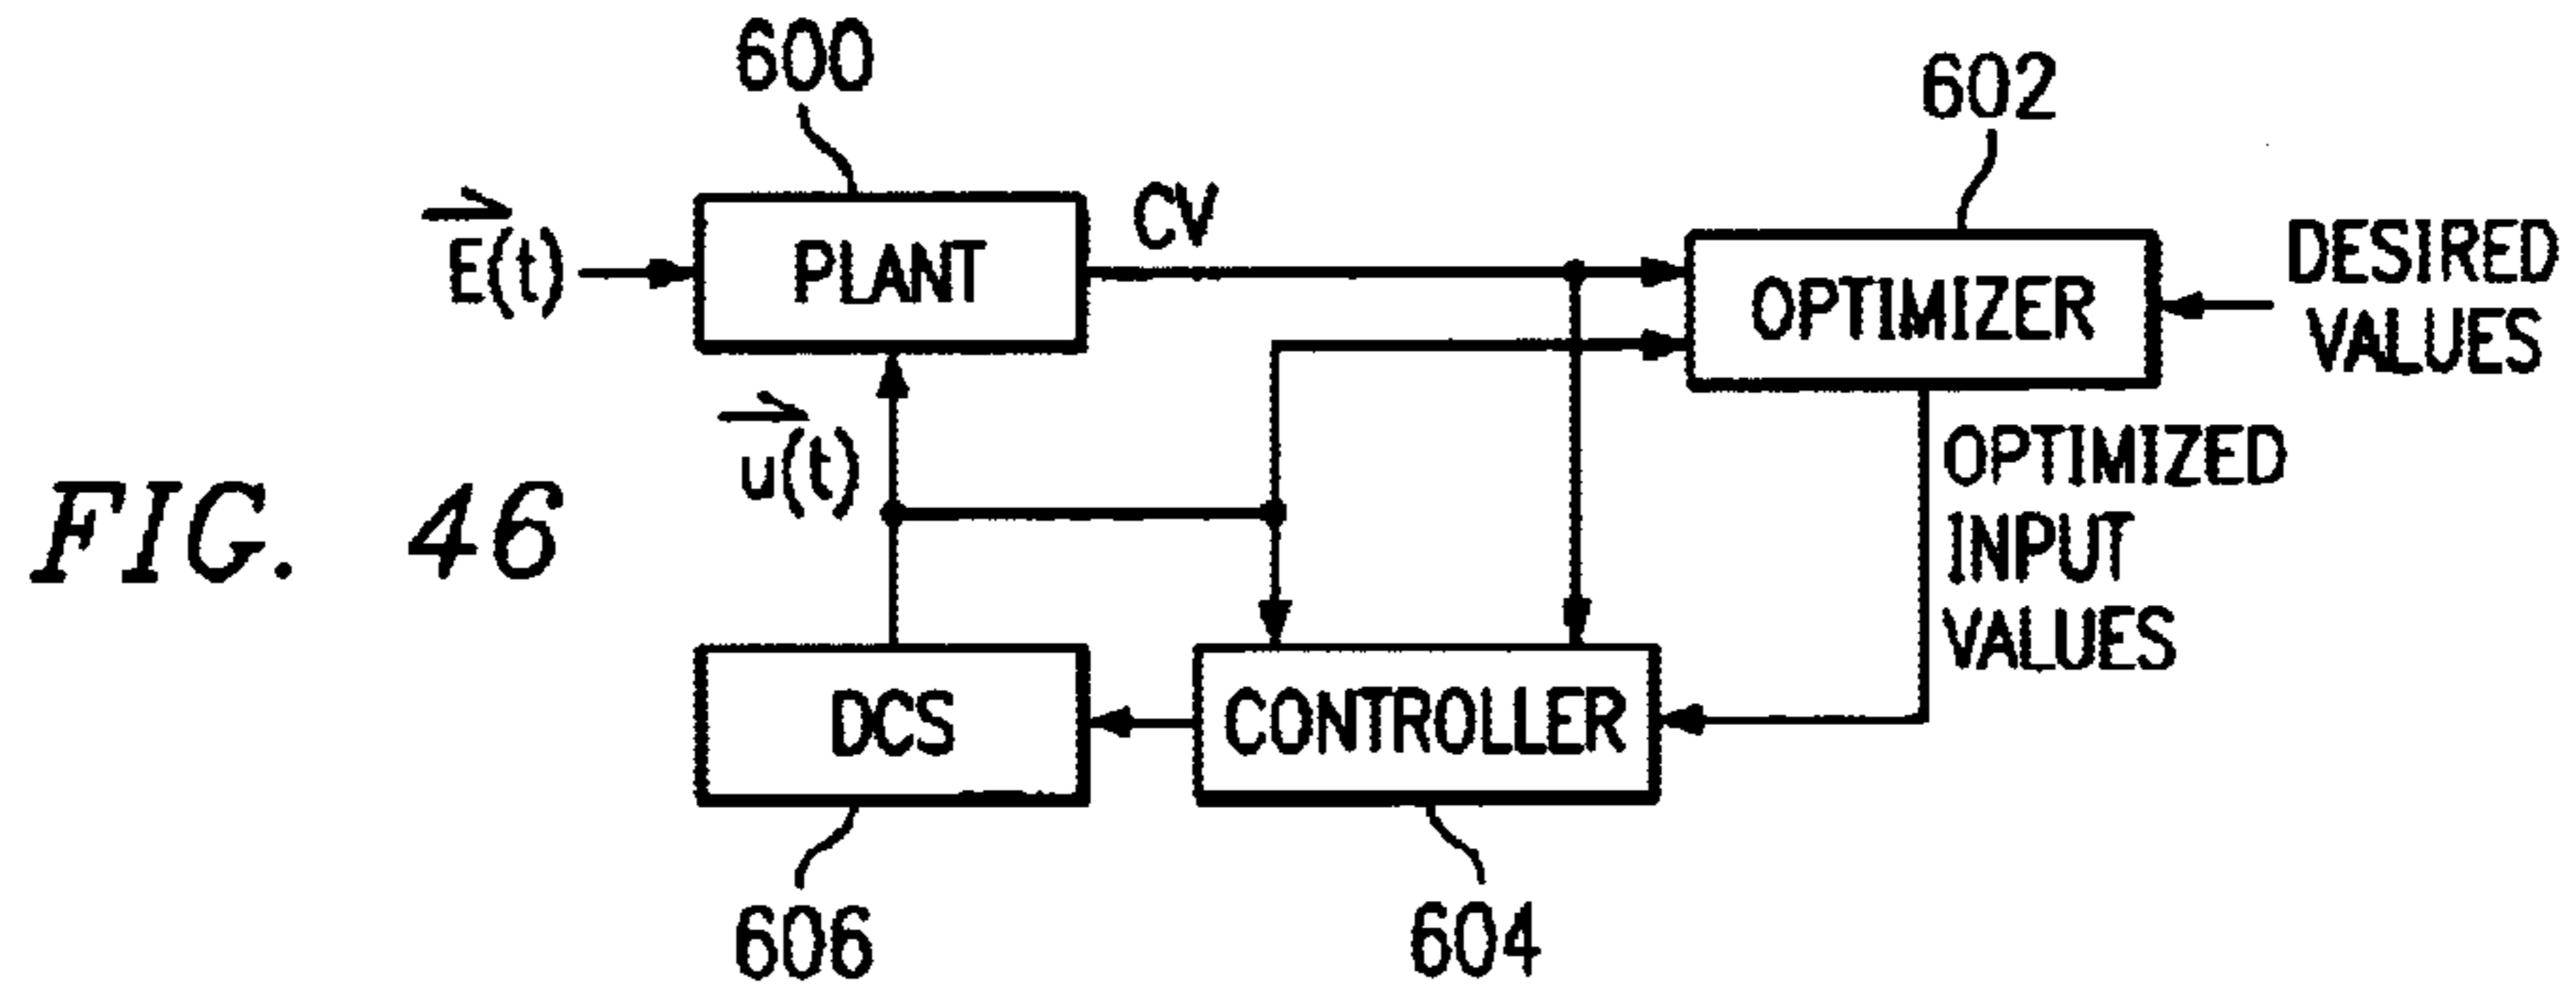 600
602
CV
E(t)
PLANT
DESIRED
VALUES
OPTIMIZER
u(t)
OPTIMIZED
INPUT
VALUES
FIG. 46
DCS
CONTROLLER
606
604